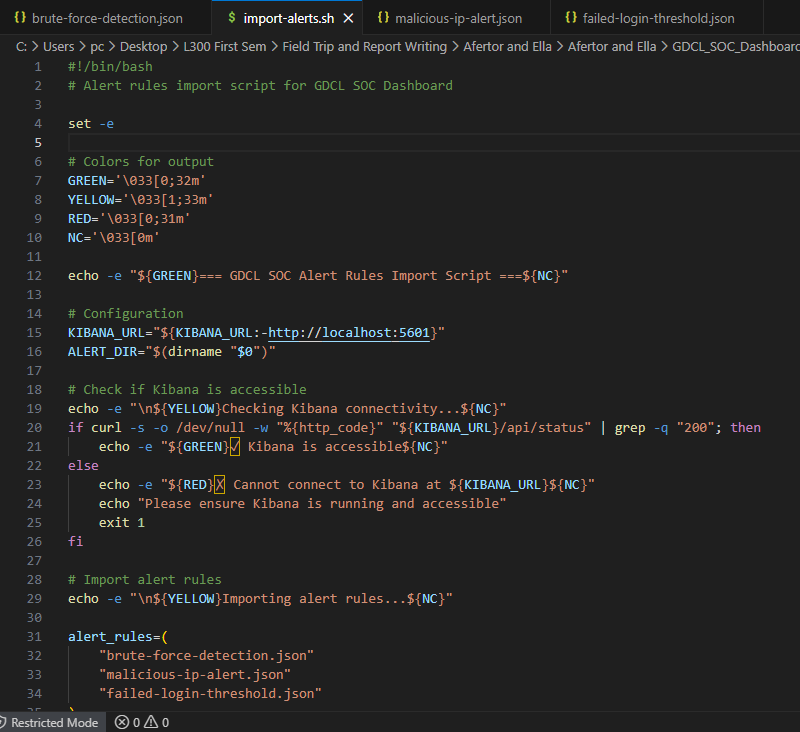 {} brute-force-detection.json $ import-alerts.sh × {} malicious-ip-alert.json {} failed-login-threshold.json
C: > Users > pc > Desktop > L300 First Sem > Field Trip and Report Writing > Afertor and Ella > Afertor and Ella > GDCL_SOC_Dashboard
1 #!/bin/bash
2 # Alert rules import script for GDCL SOC Dashboard
3
4 set -e
5
6 # Colors for output
7 GREEN='\033[0;32m'
8 YELLOW='\033[1;33m'
9 RED='\033[0;31m'
10 NC='\033[0m'
11
12 echo -e "${GREEN}=== GDCL SOC Alert Rules Import Script ===${NC}"
13
14 # Configuration
15 KIBANA_URL="${KIBANA_URL:-http://localhost:5601}"
16 ALERT_DIR="$(dirname "$0")"
17
18 # Check if Kibana is accessible
19 echo -e "\n${YELLOW}Checking Kibana connectivity...${NC}"
20 if curl -s -o /dev/null -w "%{http_code}" "${KIBANA_URL}/api/status" | grep -q "200"; then
21 echo -e "${GREEN}✓ Kibana is accessible${NC}"
22 else
23 echo -e "${RED}✗ Cannot connect to Kibana at ${KIBANA_URL}${NC}"
24 echo "Please ensure Kibana is running and accessible"
25 exit 1
26 fi
27
28 # Import alert rules
29 echo -e "\n${YELLOW}Importing alert rules...${NC}"
30
31 alert_rules=(
32 "brute-force-detection.json"
33 "malicious-ip-alert.json"
34 "failed-login-threshold.json"
35 )
Restricted Mode 0 0